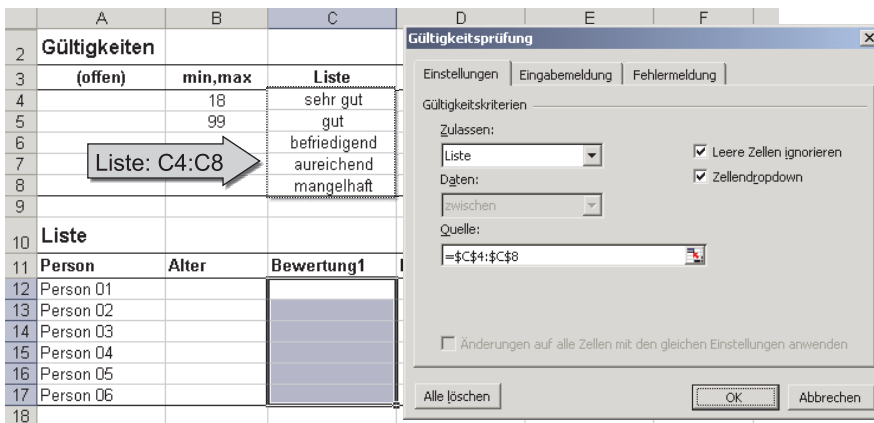 A B C D E F
2 Gültigkeiten
3 (offen) min,max Liste
4 18 sehr gut
5 99 gut
6 befriedigend
7 aureichend
8 mangelhaft
Liste: C4:C8
9
10 Liste
11 Person Alter Bewertung1
12 Person 01
13 Person 02
14 Person 03
15 Person 04
16 Person 05
17 Person 06
18
Gültigkeitsprüfung
Einstellungen Eingabemeldung Fehlermeldung
Gültigkeitskriterien
Zulassen:
Liste
Leere Zellen ignorieren
Daten:
Zellendropdown
zwischen
Quelle:
=$C$4:$C$8
Änderungen auf alle Zellen mit den gleichen Einstellungen anwenden
Alle löschen OK Abbrechen